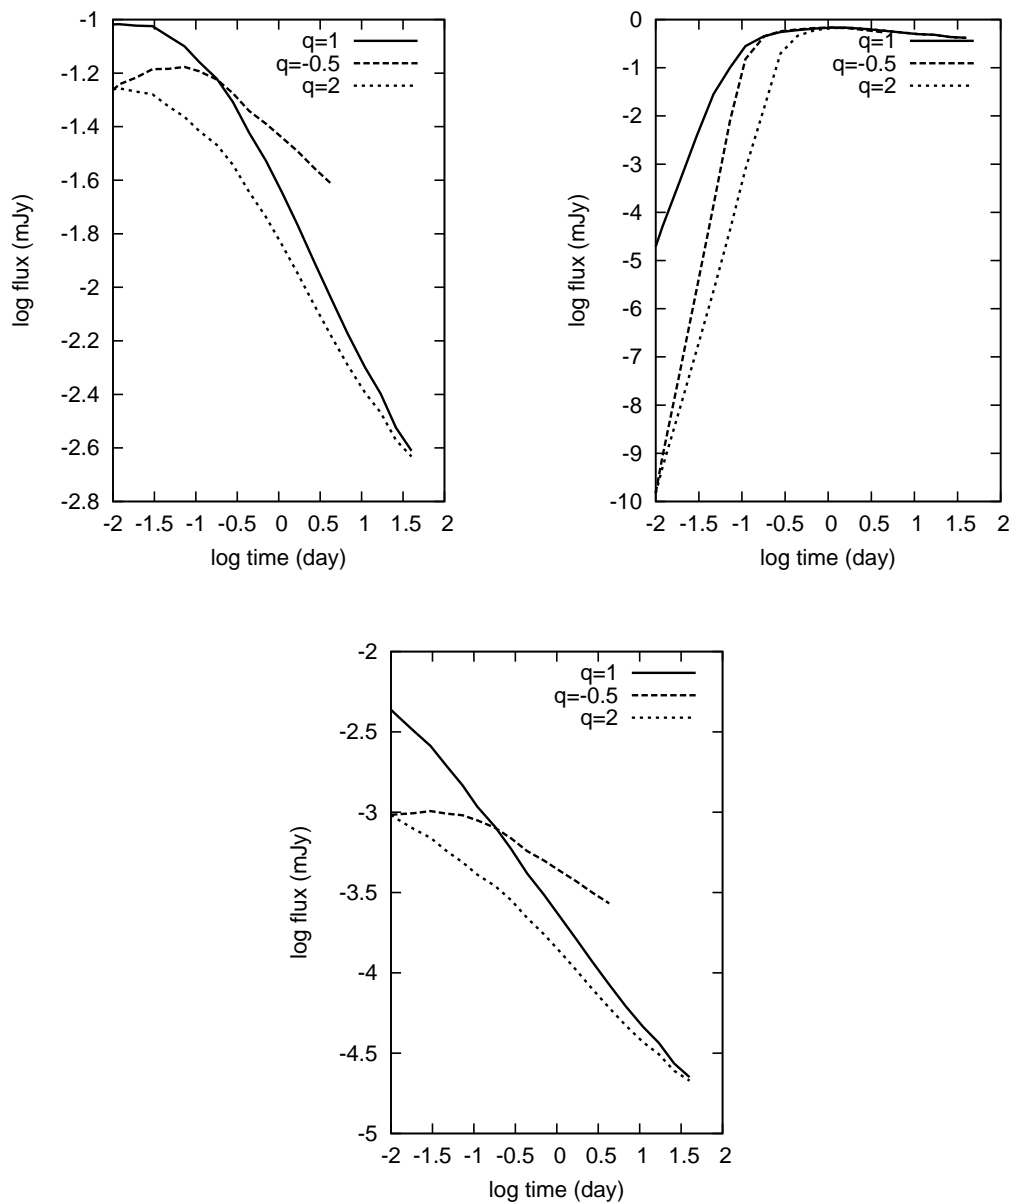 -1
-1.2
-1.4
-1.6
-1.8
-2
-2.2
-2.4
-2.6
-2.8
log flux (mJy)
q=1
q=-0.5
q=2
-2 -1.5 -1 -0.5 0 0.5 1 1.5 2
log time (day)
0
-1
-2
-3
-4
-5
-6
-7
-8
-9
-10
log flux (mJy)
q=1
q=-0.5
q=2
-2 -1.5 -1 -0.5 0 0.5 1 1.5 2
log time (day)
-2
-2.5
-3
-3.5
-4
-4.5
-5
log flux (mJy)
q=1
q=-0.5
q=2
-2 -1.5 -1 -0.5 0 0.5 1 1.5 2
log time (day)